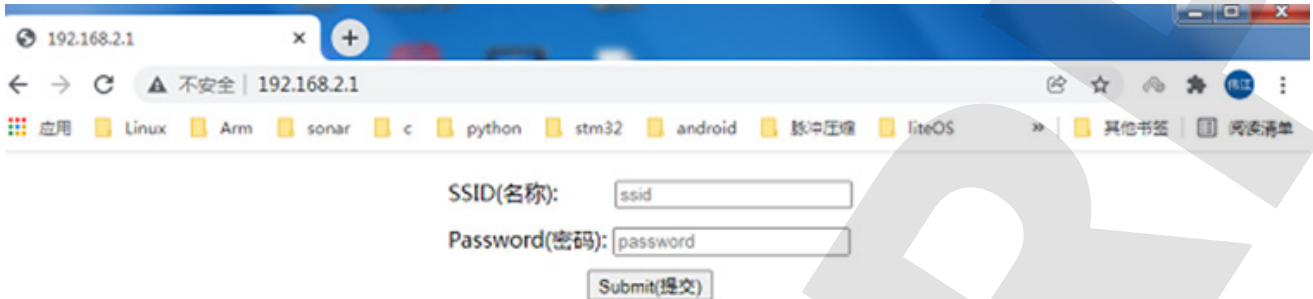 192.168.2.1
不安全 | 192.168.2.1
应用 Linux Arm sonar c python stm32 android 脉冲压缩 liteOS » 其他书签 阅读清单
SSID(名称): ssid
Password(密码): password
Submit(提交)